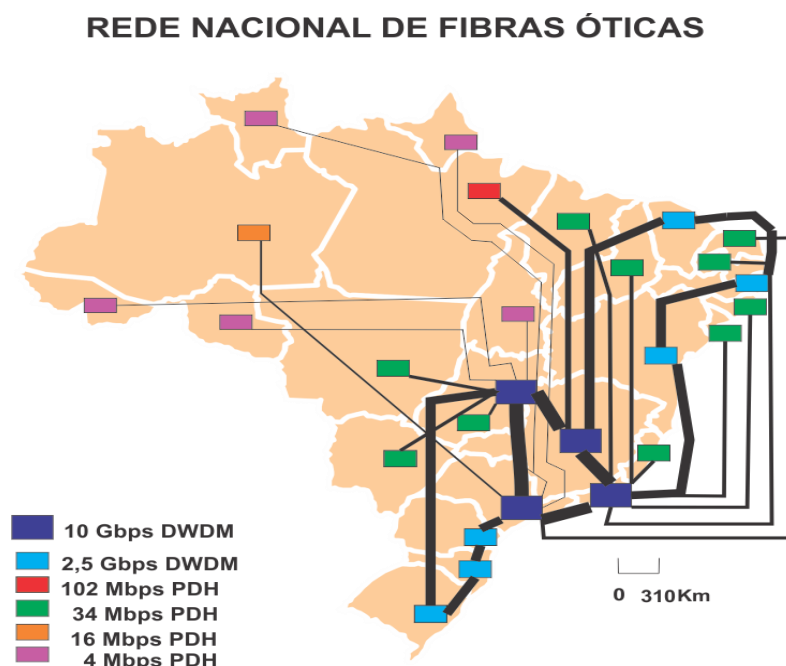 REDE NACIONAL DE FIBRAS ÓTICAS
10 Gbps DWDM
2,5 Gbps DWDM
102 Mbps PDH
34 Mbps PDH
16 Mbps PDH
4 Mbps PDH
0 310Km